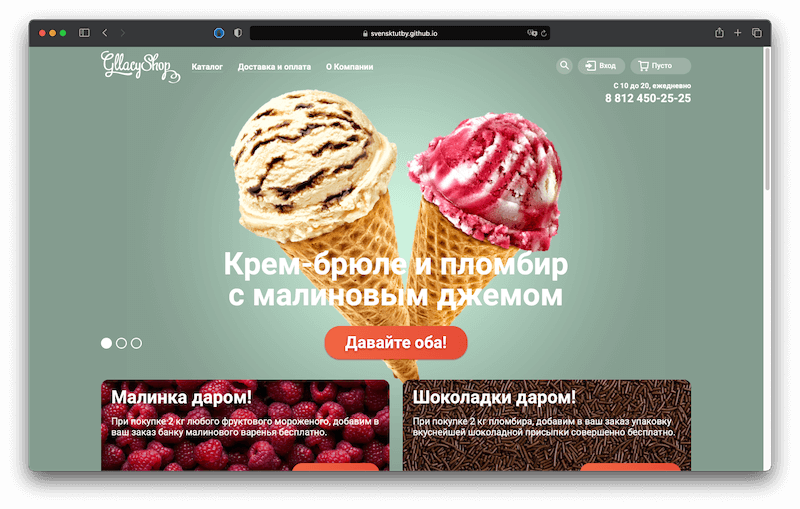 svensktutby.github.io
GllacyShop
Каталог
Доставка и оплата
О Компании
Вход
Пусто
С 10 до 20, ежедневно
8 812 450-25-25
Крем-брюле и пломбир
с малиновым джемом
Давайте оба!
Малинка даром!
При покупке 2 кг любого фруктового мороженого, добавим в
ваш заказ банку малинового варенья бесплатно.
Шоколадки даром!
При покупке 2 кг пломбира, добавим в ваш заказ упаковку
вкуснейшей шоколадной присыпки совершенно бесплатно.